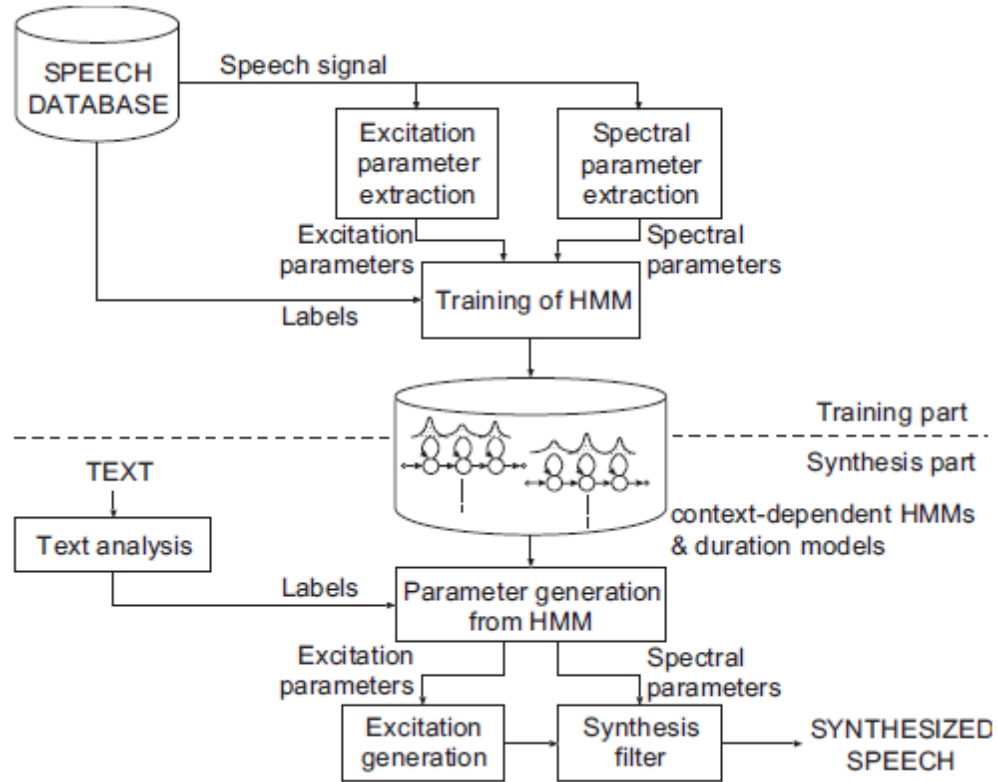 SPEECH
DATABASE
Speech signal
Excitation
parameter
extraction
Spectral
parameter
extraction
Excitation
parameters
Spectral
parameters
Labels
Training of HMM
Training part
Synthesis part
context-dependent HMMs
& duration models
TEXT
Text analysis
Labels
Parameter generation
from HMM
Excitation
parameters
Spectral
parameters
Excitation
generation
Synthesis
filter
SYNTHESIZED
SPEECH